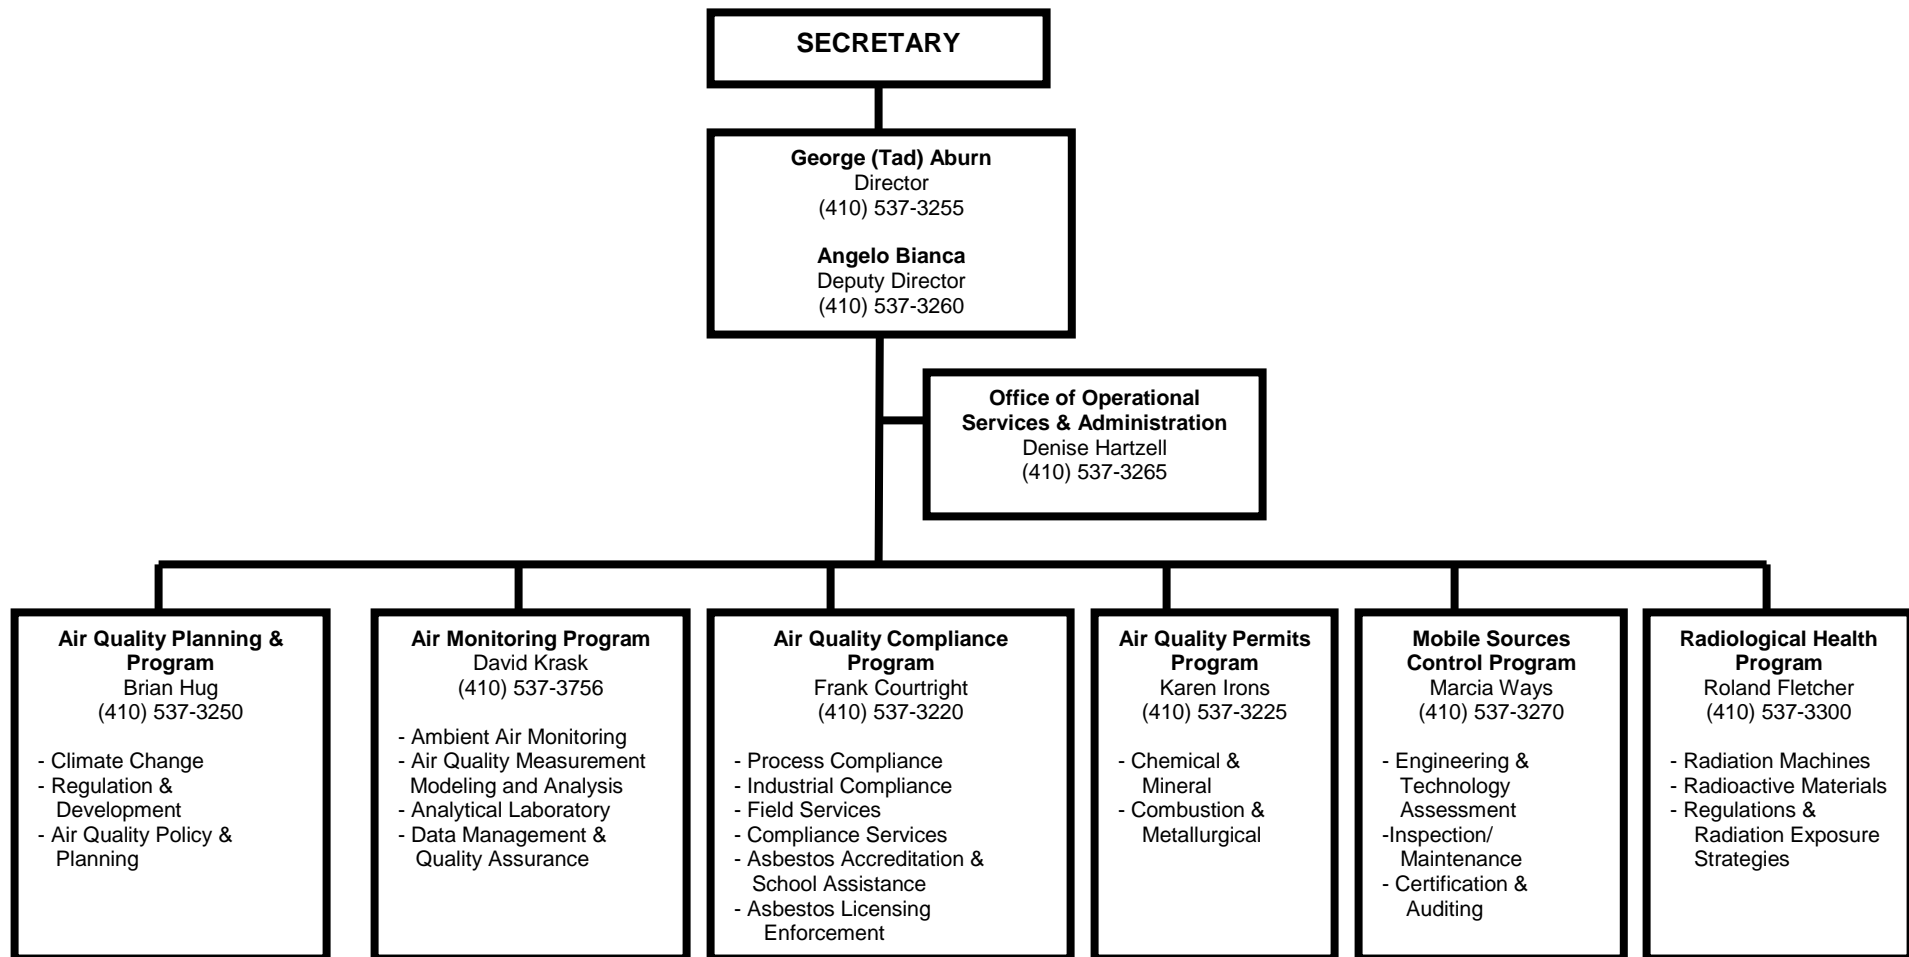 SECRETARY
George (Tad) Aburn
Director
(410) 537-3255
Angelo Bianca
Deputy Director
(410) 537-3260
Office of Operational
Services & Administration
Denise Hartzell
(410) 537-3265
Air Quality Planning &
Program
Brian Hug
(410) 537-3250
- Climate Change
- Regulation &
Development
- Air Quality Policy &
Planning
Air Monitoring Program
David Krask
(410) 537-3756
- Ambient Air Monitoring
- Air Quality Measurement
Modeling and Analysis
- Analytical Laboratory
- Data Management &
Quality Assurance
Air Quality Compliance
Program
Frank Courtright
(410) 537-3220
- Process Compliance
- Industrial Compliance
- Field Services
- Compliance Services
- Asbestos Accreditation &
School Assistance
- Asbestos Licensing
Enforcement
Air Quality Permits
Program
Karen Irons
(410) 537-3225
- Chemical &
Mineral
- Combustion &
Metallurgical
Mobile Sources
Control Program
Marcia Ways
(410) 537-3270
- Engineering &
Technology
Assessment
-Inspection/
Maintenance
- Certification &
Auditing
Radiological Health
Program
Roland Fletcher
(410) 537-3300
- Radiation Machines
- Radioactive Materials
- Regulations &
Radiation Exposure
Strategies